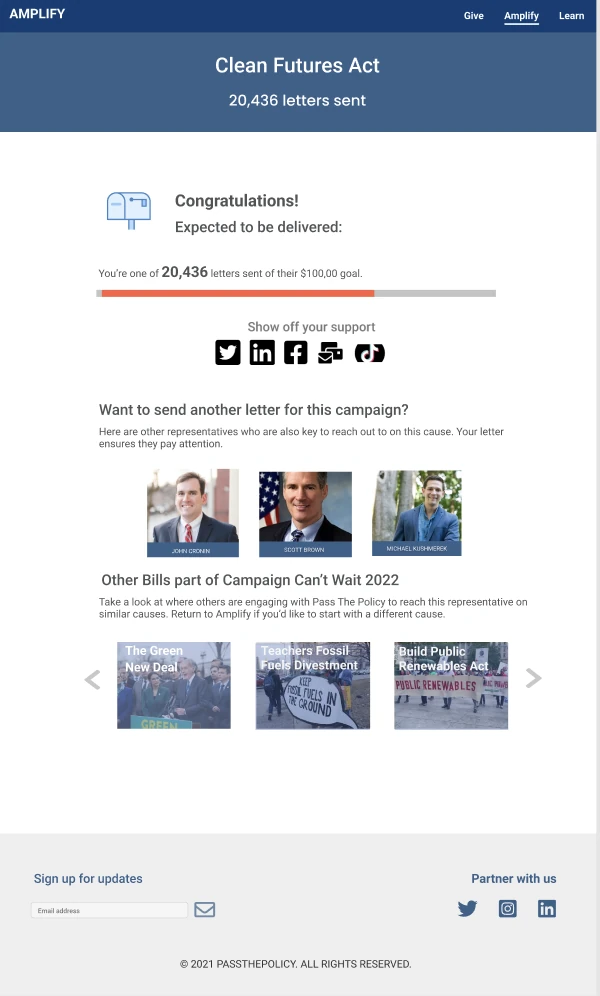 AMPLIFY
Give Amplify Learn
Clean Futures Act
20,436 letters sent
Congratulations!
Expected to be delivered:
You're one of 20,436 letters sent of their $100,00 goal.
Show off your support
Want to send another letter for this campaign?
Here are other representatives who are also key to reach out to on this cause. Your letter
ensures they pay attention.
JOHN CRONIN
SCOTT BROWN
MICHAEL KUSHMEREK
Other Bills part of Campaign Can't Wait 2022
Take a look at where others are engaging with Pass The Policy to reach this representative on
similar causes. Return to Amplify if you'd like to start with a different cause.
The Green
New Deal
GREEN
Teachers Fossil
Fuels Divestment
KEEP
FOSSIL FUELS IN
THE GROUND
Build Public
Renewables Act
PUBLIC RENEWABLES
Sign up for updates
Partner with us
Email address
© 2021 PASSTHEPOLICY. ALL RIGHTS RESERVED.